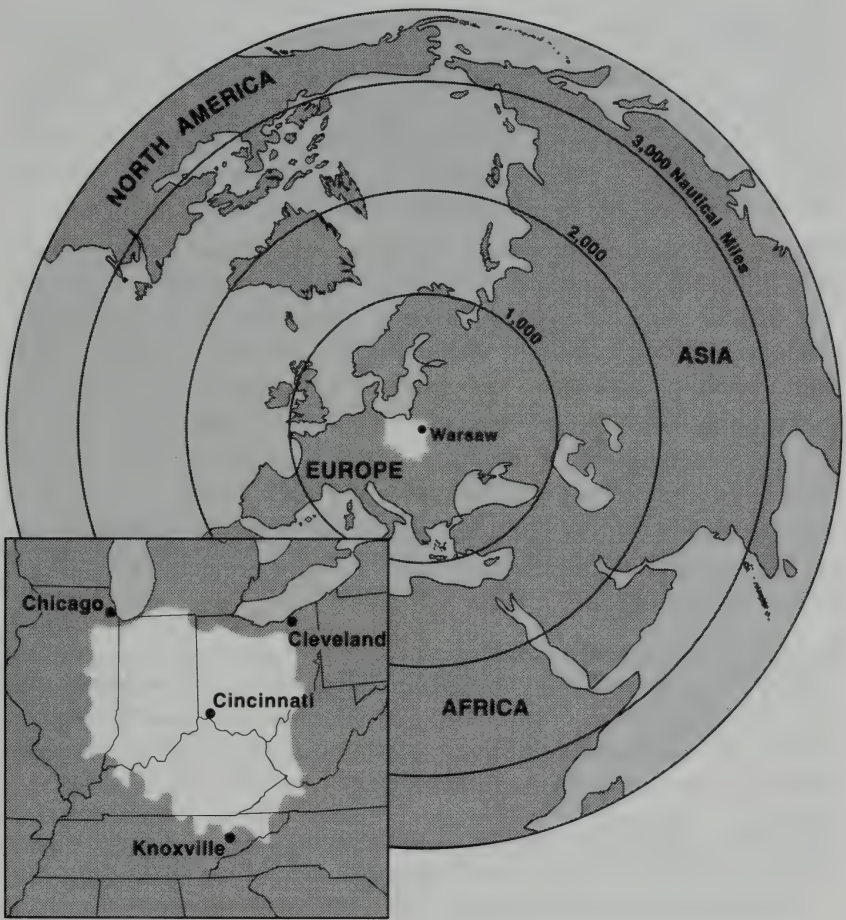 NORTH AMERICA
3,000 Nautical Miles
2,000
1,000
ASIA
Warsaw
EUROPE
AFRICA
Chicago
Cleveland
Cincinnati
Knoxville